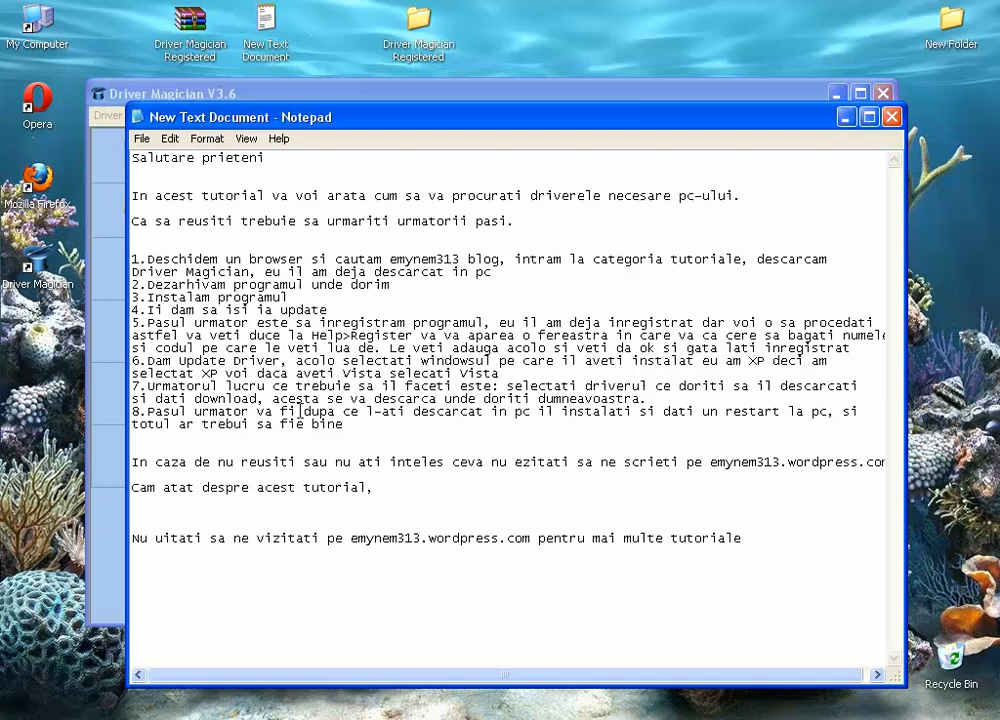 My Computer
Driver Magician
Registered
New Text
Document
Driver Magician
Registered
New Folder
Opera
Mozilla Firefox
Driver Magician
Driver Magician V3.6
Driver
New Text Document - Notepad
File Edit Format View Help
Salutare prieteni
In acest tutorial va voi arata cum sa va procurati driverele necesare pc-ului.
Ca sa reusiti trebuie sa urmariti urmatorii pasi.
1.Deschidem un browser si cautam emynem313 blog, intram la categoria tutoriale, descarcam
Driver Magician, eu il am deja descarcat in pc
2.Dezarhivam programul unde dorim
3.Instalam programul
4.Ii dam sa isi ia update
5.Pasul urmator este sa inregistram programul, eu il am deja inregistrat dar voi o sa procedati
astfel va veti duce la Help>Register va va aparea o fereastra in care va ca cere sa bagati numele
si codul pe care le veti lua de. Le veti adauga acolo si veti da ok si gata lati inregistrat
6.Dam Update Driver, acolo selectati windowsul pe care il aveti instalat eu am XP deci am
selectat XP voi daca aveti Vista selecati Vista
7.Urmatorul lucru ce trebuie sa il faceti este: selectati driverul ce doriti sa il descarcati
si dati download, acesta se va descarca unde doriti dumneavoastra.
8.Pasul urmator va fi dupa ce l-ati descarcat in pc il instalati si dati un restart la pc, si
totul ar trebui sa fie bine
In caza de nu reusiti sau nu ati inteles ceva nu ezitati sa ne scrieti pe emynem313.wordpress.com
Cam atat despre acest tutorial,
Nu uitati sa ne vizitati pe emynem313.wordpress.com pentru mai multe tutoriale
Recycle Bin